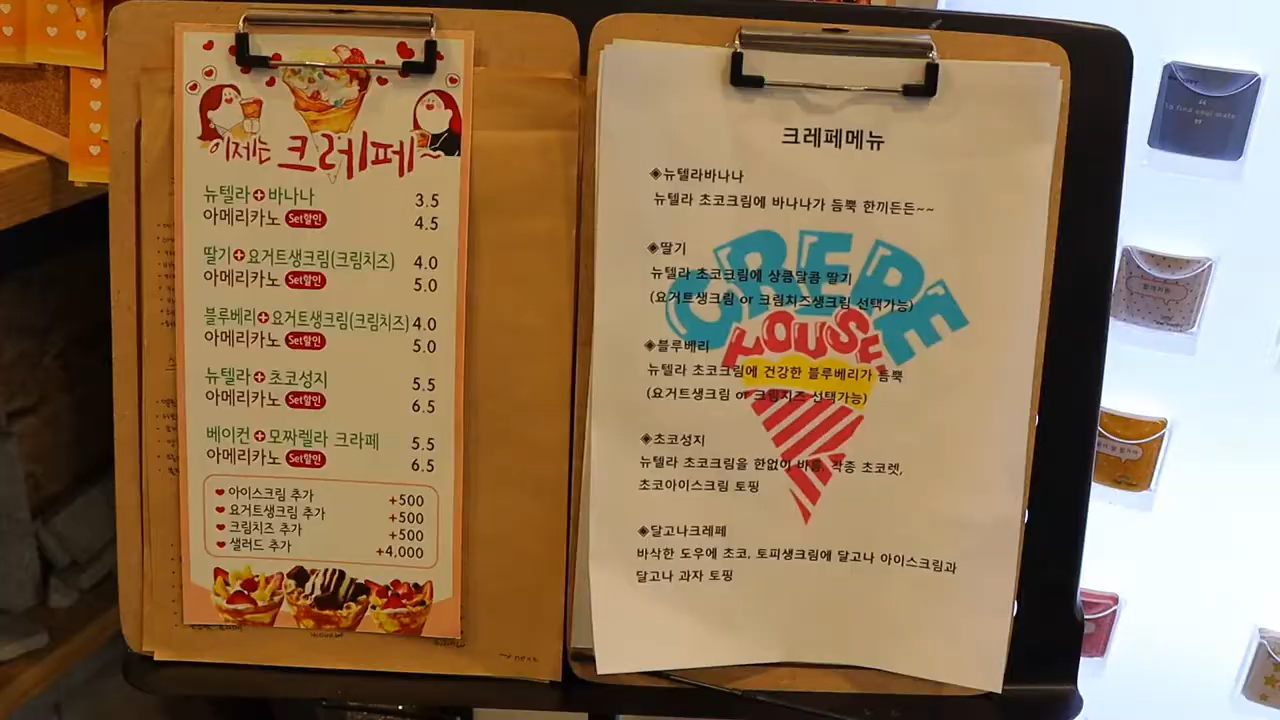 이제는 크레페~
뉴텔라+바나나 3.5
아메리카노 Set할인 4.5
딸기+요거트생크림(크림치즈) 4.0
아메리카노 Set할인 5.0
블루베리+요거트생크림(크림치즈) 4.0
아메리카노 Set할인 5.0
뉴텔라+초코성지 5.5
아메리카노 Set할인 6.5
베이컨+모짜렐라 크라페 5.5
아메리카노 Set할인 6.5
♥ 아이스크림 추가 +500
♥ 요거트생크림 추가 +500
♥ 크림치즈 추가 +500
♥ 샐러드 추가 +4,000
→ next
크레페메뉴
◈뉴텔라바나나
뉴텔라 초코크림에 바나나가 듬뿍 한끼든든~~
◈딸기
뉴텔라 초코크림에 상큼달콤 딸기
(요거트생크림 or 크림치즈생크림 선택가능)
◈블루베리
뉴텔라 초코크림에 건강한 블루베리가 듬뿍
(요거트생크림 or 크림치즈 선택가능)
◈초코성지
뉴텔라 초코크림을 한없이 바름, 각종 초코렛,
초코아이스크림 토핑
◈달고나크레페
바삭한 도우에 초코, 토피생크림에 달고나 아이스크림과
달고나 과자 토핑
CREPE
HOUSE
to find soul mate